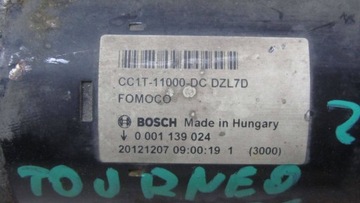 CC1T-11000-DC DZL7D
FOMOCO
BOSCH Made in Hungary
↓ 0 001 139 024
20121207 09:00:19 1 (3000)
TOURNEO